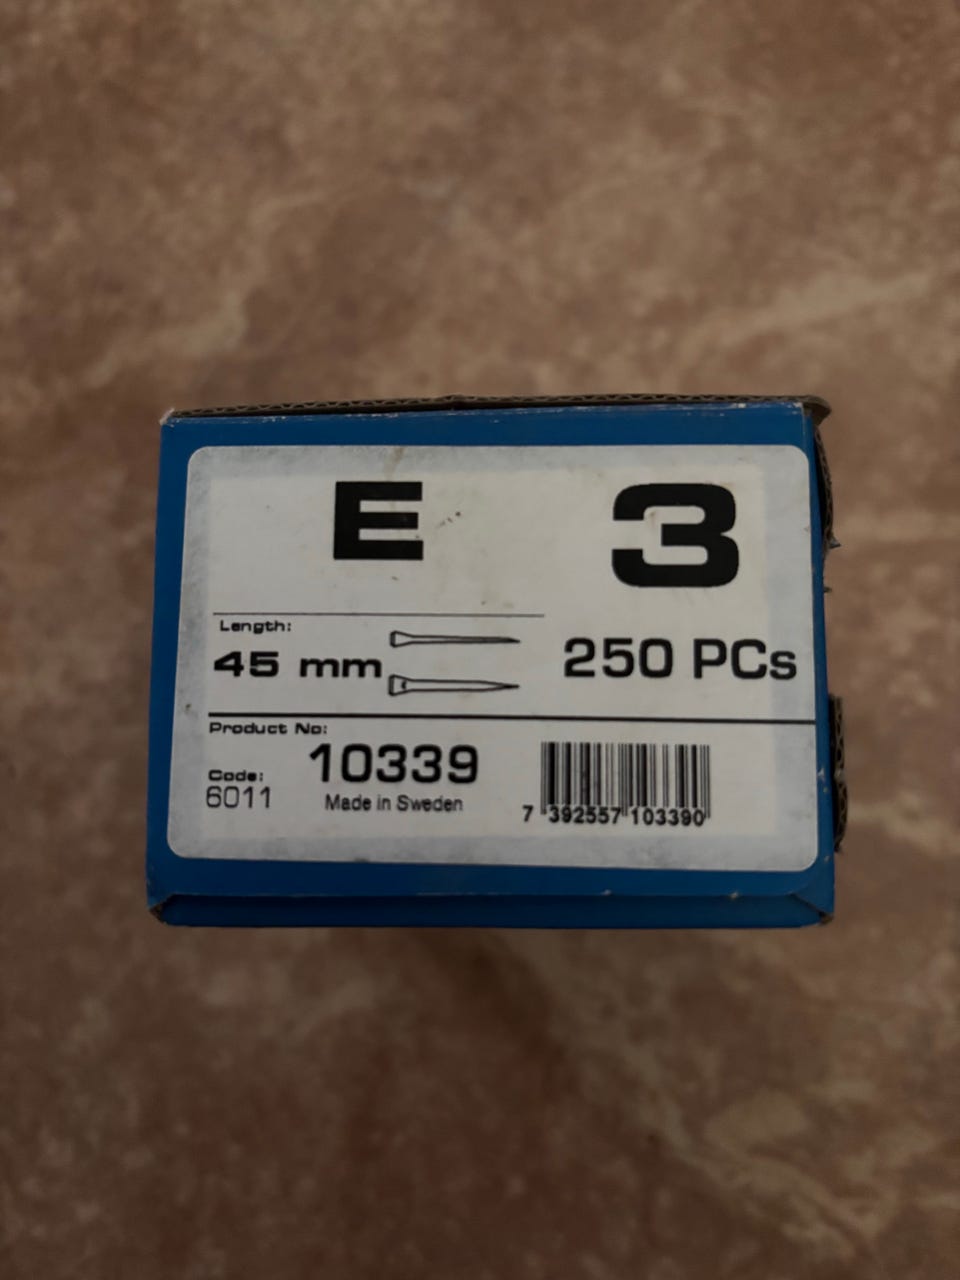 E 3
Length:
45 mm 250 PCs
Product No:
10339
Code:
6011 Made in Sweden
7 392557 103390